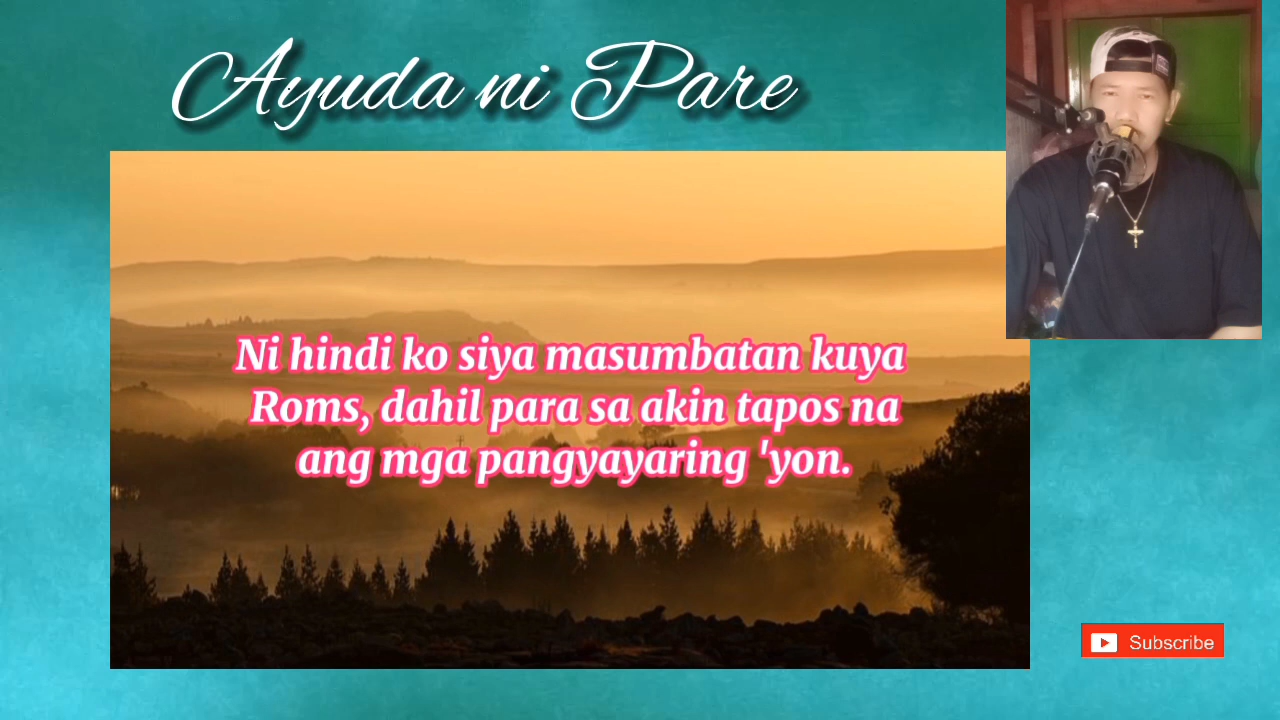 Ayuda ni Pare
Ni hindi ko siya masumbatan kuya
Roms, dahil para sa akin tapos na
ang mga pangyayaring 'yon.
Subscribe